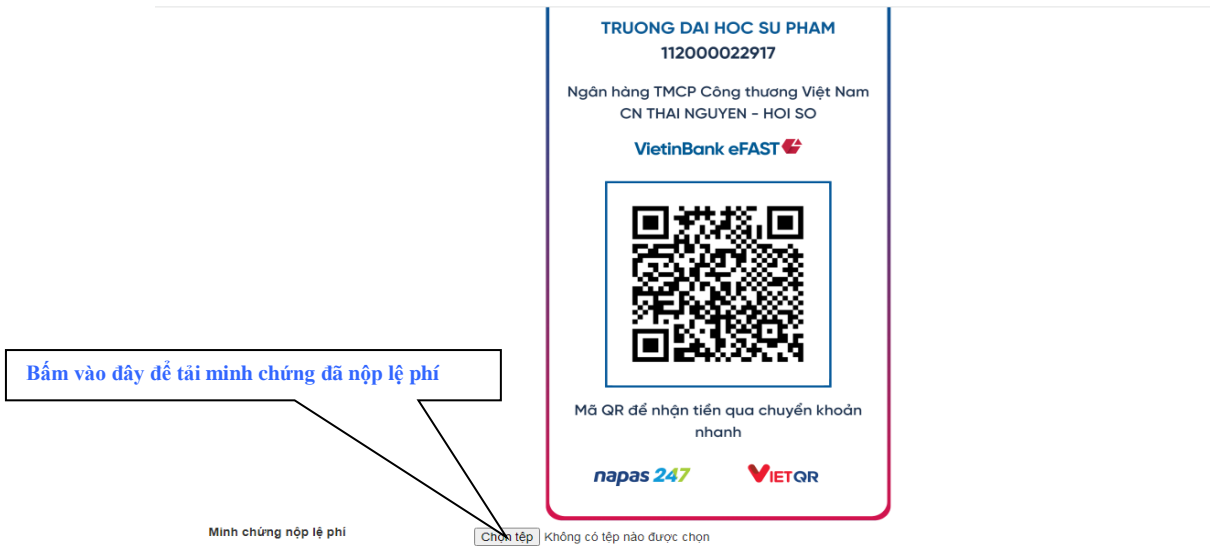 TRUONG DAI HOC SU PHAM
112000022917
Ngân hàng TMCP Công thương Việt Nam
CN THAI NGUYEN - HOI SO
VietinBank eFAST
Bấm vào đây để tải minh chứng đã nộp lệ phí
Mã QR để nhận tiền qua chuyển khoản
nhanh
napas 247 VIETQR
Minh chứng nộp lệ phí Chọn tệp Không có tệp nào được chọn